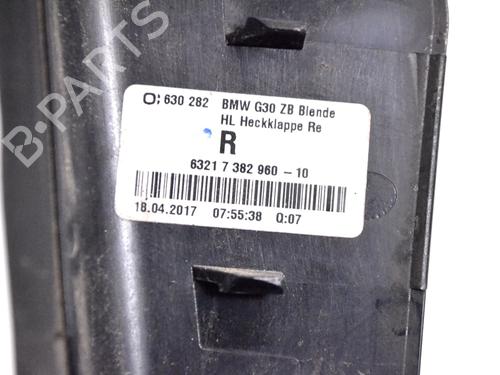 B-PARTS
O; 630 282 BMW G30 ZB Blende
HL Heckklappe Re
R
6321 7 382 960 - 10
18.04.2017 07:55:38 Q:07